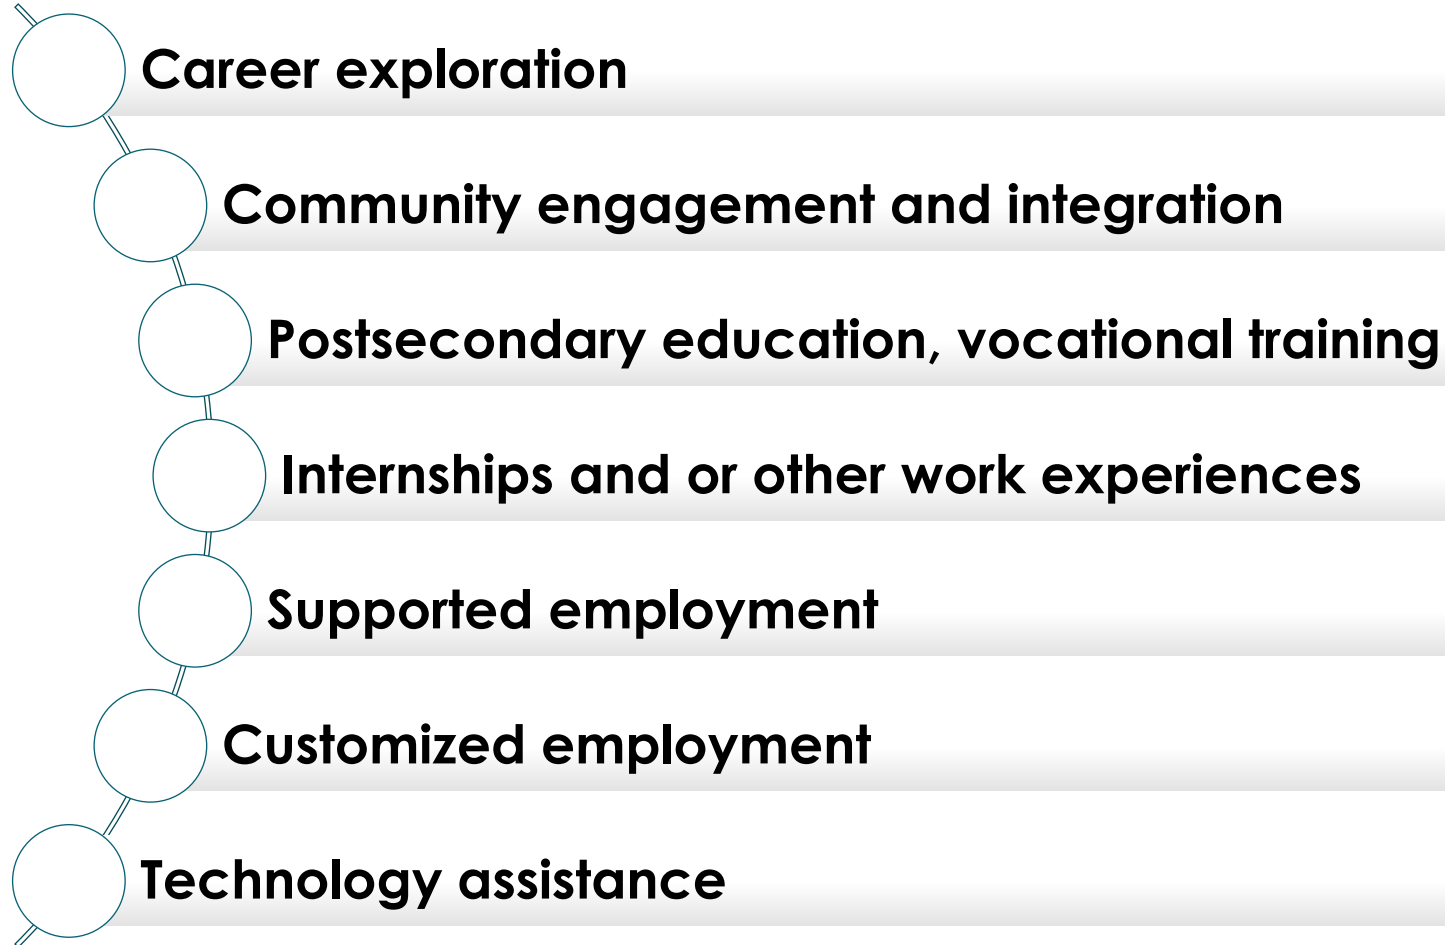 Career exploration
Community engagement and integration
Postsecondary education, vocational training
Internships and or other work experiences
Supported employment
Customized employment
Technology assistance